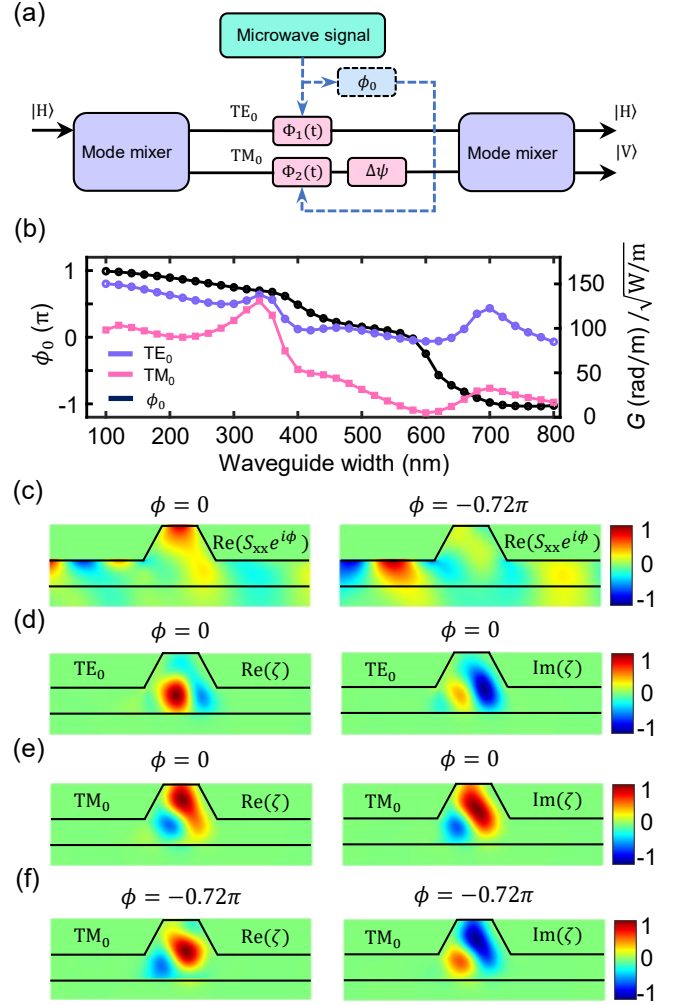 (a)
Microwave signal
ϕ₀
|H⟩
TE₀
|H⟩
Mode mixer
Φ₁(t)
Mode mixer
TM₀
|V⟩
Φ₂(t)
Δψ
(b)
ϕ₀ (π)
1
0
-1
TE₀
TM₀
ϕ₀
150
100
50
0
G (rad/m) /√W/m
100 200 300 400 500 600 700 800
Waveguide width (nm)
(c)
ϕ = 0
ϕ = −0.72π
Re(Sₓₓe^{iϕ})
Re(Sₓₓe^{iϕ})
1
0
-1
(d)
ϕ = 0
ϕ = 0
TE₀
Re(ζ)
TE₀
Im(ζ)
1
0
-1
(e)
ϕ = 0
ϕ = 0
TM₀
Re(ζ)
TM₀
Im(ζ)
1
0
-1
(f)
ϕ = −0.72π
ϕ = −0.72π
TM₀
Re(ζ)
TM₀
Im(ζ)
1
0
-1